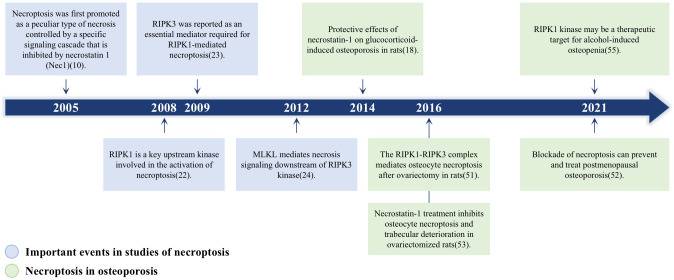 Necroptosis was first promoted
as a peculiar type of necrosis
controlled by a specific
signaling cascade that is
inhibited by necrostatin 1
(Nec1)(10).
RIPK3 was reported as an
essential mediator required for
RIPK1-mediated
necroptosis(23).
Protective effects of
necrostatin-1 on glucocorticoid-
induced osteoporosis in rats(18).
RIPK1 kinase may be a therapeutic
target for alcohol-induced
osteopenia(55).
2005 2008 2009 2012 2014 2016 2021
RIPK1 is a key upstream kinase
involved in the activation of
necroptosis(22).
MLKL mediates necrosis
signaling downstream of RIPK3
kinase(24).
The RIPK1-RIPK3 complex
mediates osteocyte necroptosis
after ovariectomy in rats(51).
Blockade of necroptosis can prevent
and treat postmenopausal
osteoporosis(52).
Necrostatin-1 treatment inhibits
osteocyte necroptosis and
trabecular deterioration in
ovariectomized rats(53).
Important events in studies of necroptosis
Necroptosis in osteoporosis